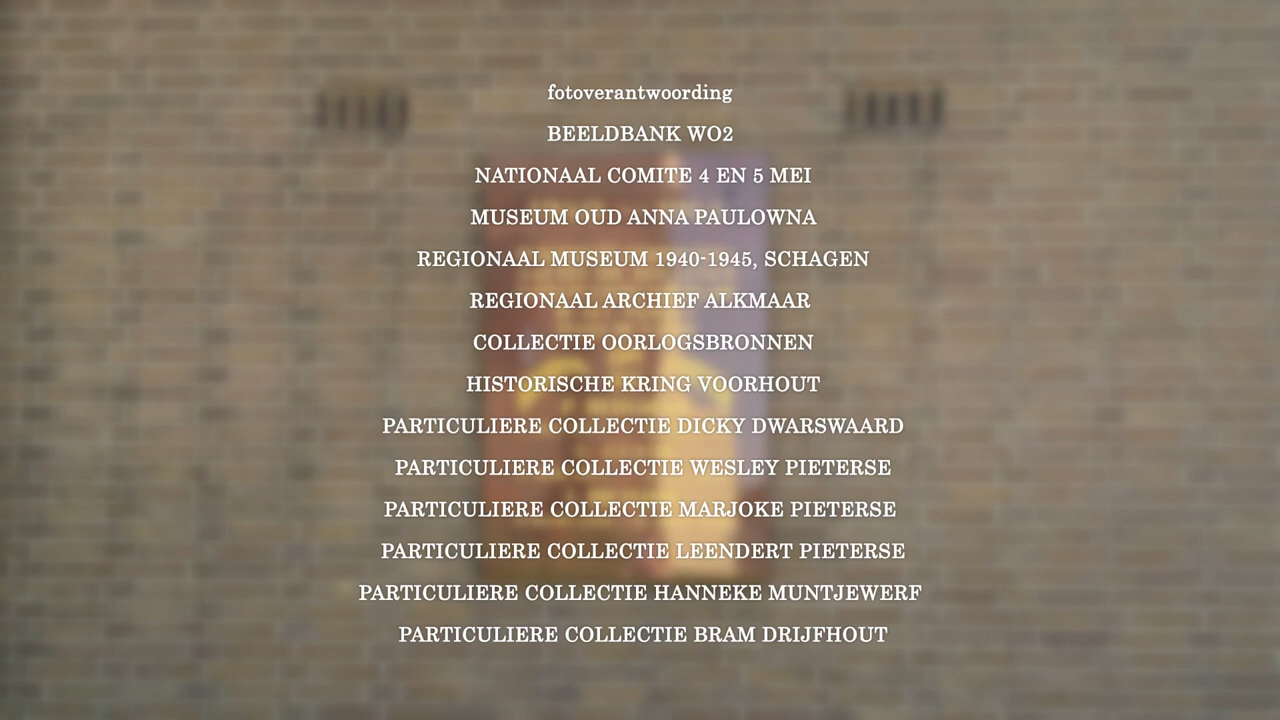 fotoverantwoording
BEELDBANK WO2
NATIONAAL COMITE 4 EN 5 MEI
MUSEUM OUD ANNA PAULOWNA
REGIONAAL MUSEUM 1940-1945, SCHAGEN
REGIONAAL ARCHIEF ALKMAAR
COLLECTIE OORLOGSBRONNEN
HISTORISCHE KRING VOORHOUT
PARTICULIERE COLLECTIE DICKY DWARSWAARD
PARTICULIERE COLLECTIE WESLEY PIETERSE
PARTICULIERE COLLECTIE MARJOKE PIETERSE
PARTICULIERE COLLECTIE LEENDERT PIETERSE
PARTICULIERE COLLECTIE HANNEKE MUNTJEWERF
PARTICULIERE COLLECTIE BRAM DRIJFHOUT